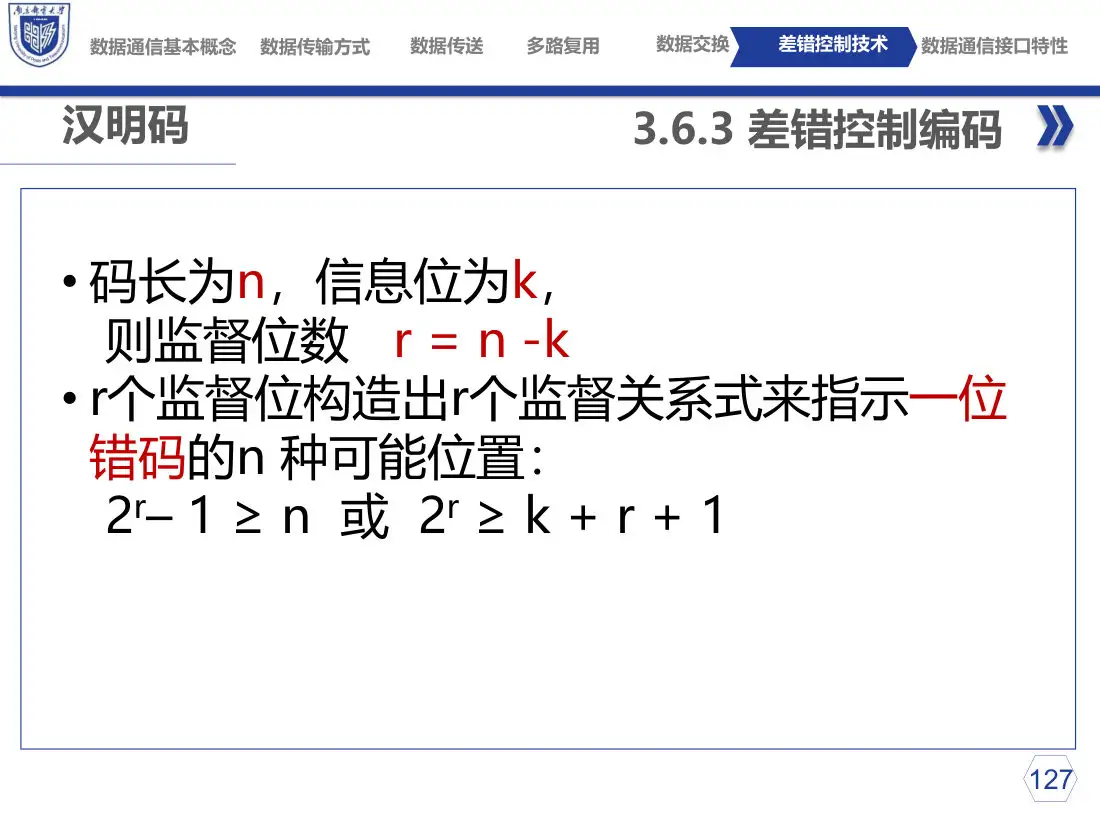 数据通信基本概念 数据传输方式 数据传送 多路复用 数据交换 差错控制技术 数据通信接口特性
汉明码
3.6.3 差错控制编码
• 码长为n，信息位为k，
则监督位数 r = n -k
• r个监督位构造出r个监督关系式来指示一位
错码的n 种可能位置：
2ʳ– 1 ≥ n 或 2ʳ ≥ k + r + 1
127